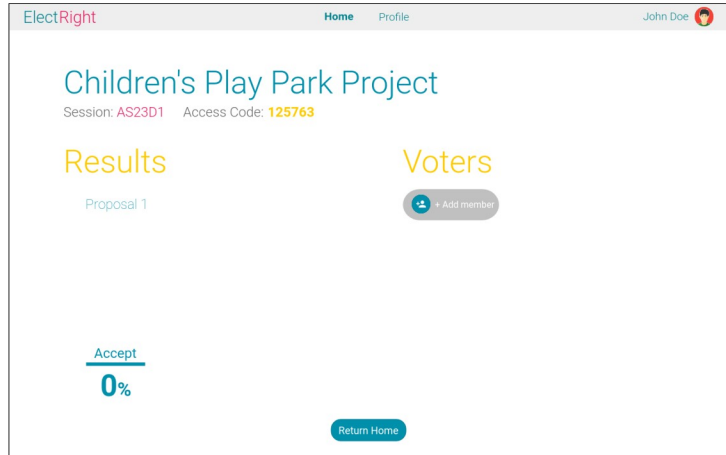 ElectRight Home Profile John Doe
Children's Play Park Project
Session: AS23D1 Access Code: 125763
Results
Proposal 1
Accept
0%
Voters
+ Add member
Return Home